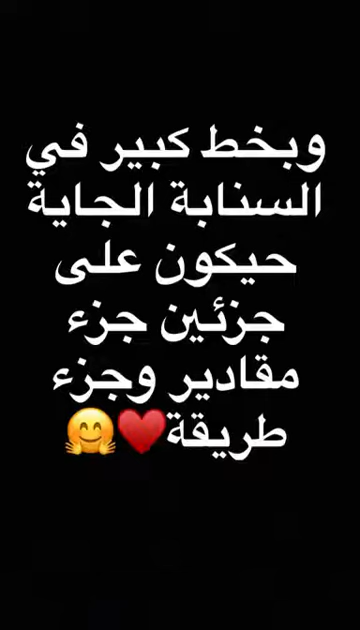 وبخط كبير في
السنابة الجاية
حيكون على
جزئين جزء
مقادير وجزء
طريقة♥️🤗